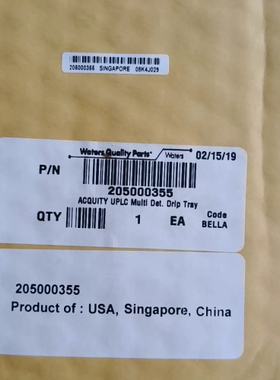 205000355 SINGAPORE 06K4J029
Waters Quality Parts Waters 02/15/19
P/N
205000355
ACQUITY UPLC Multi Det. Drip Tray
QTY 1 EA Code
BELLA
205000355
Product of : USA, Singapore, China